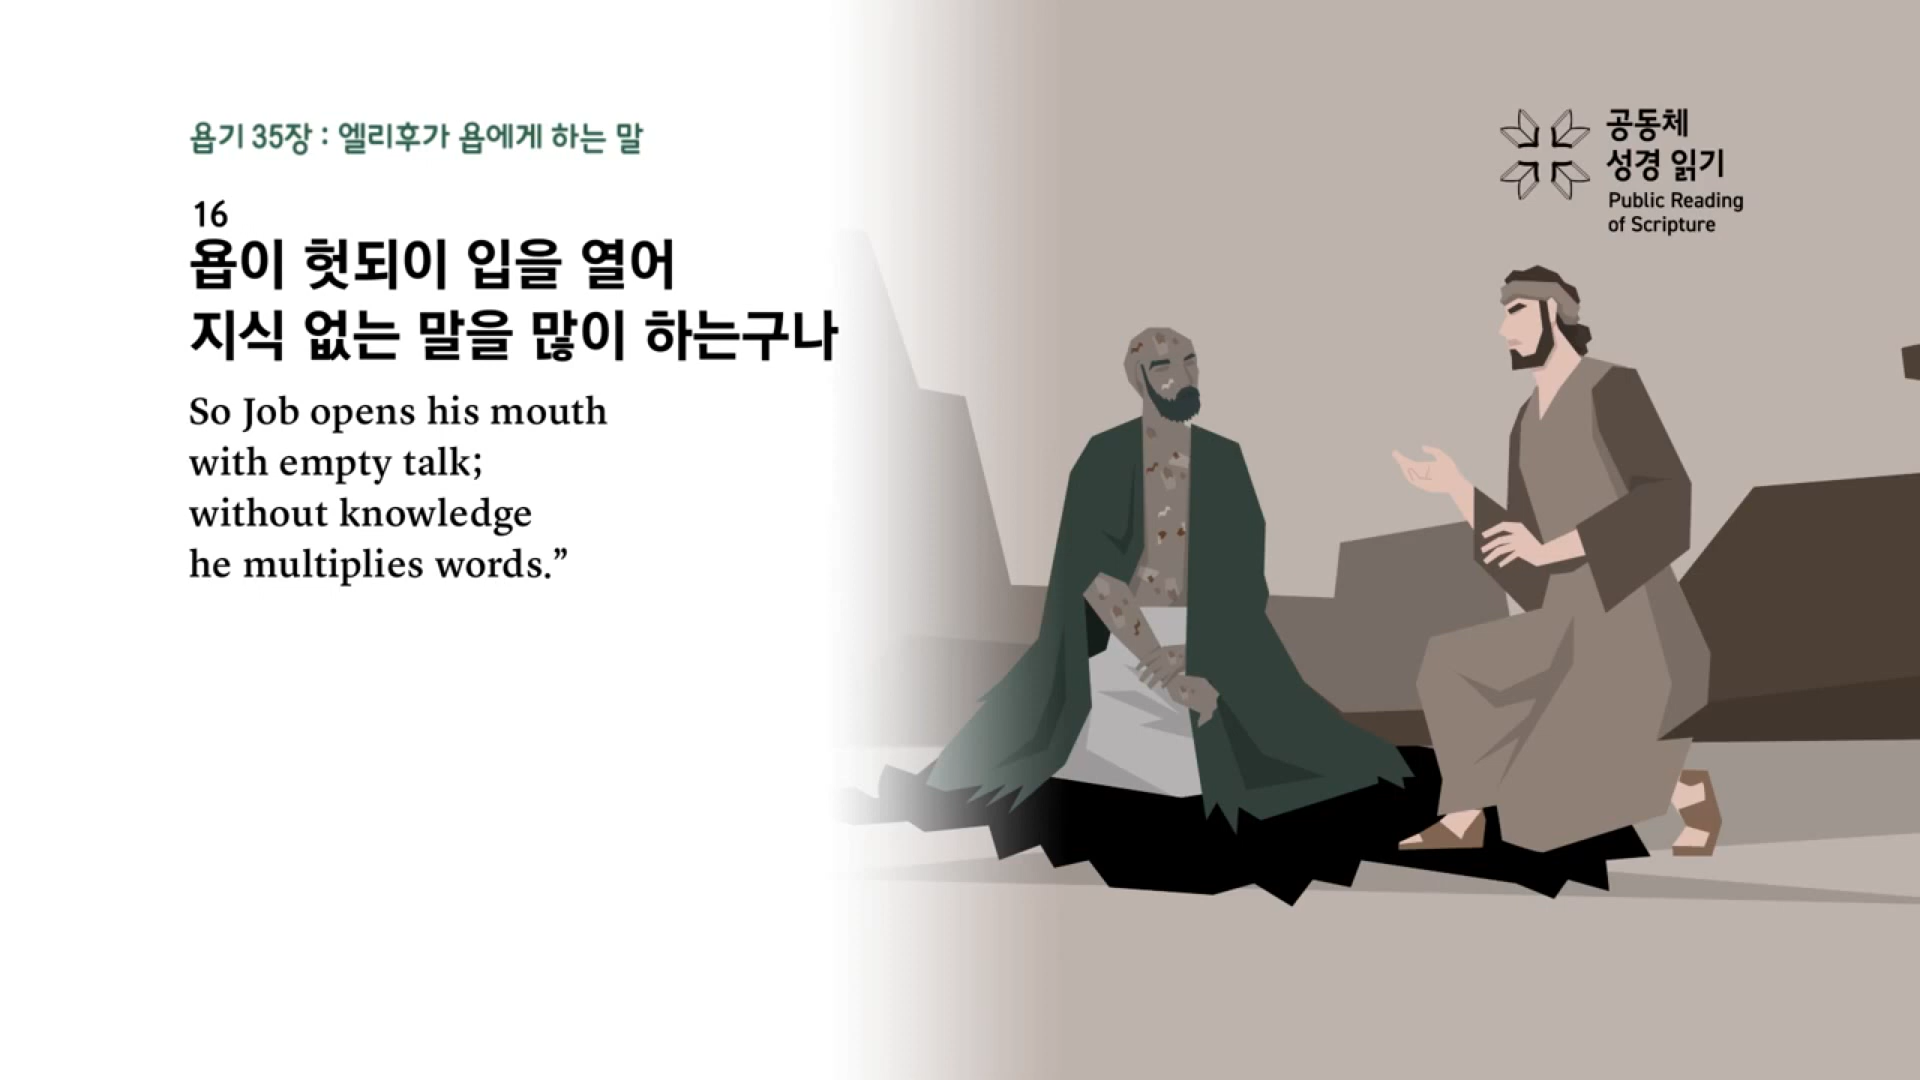 욥기 35장 : 엘리후가 욥에게 하는 말
16
욥이 헛되이 입을 열어
지식 없는 말을 많이 하는구나
So Job opens his mouth
with empty talk;
without knowledge
he multiplies words.”
공동체
성경 읽기
Public Reading
of Scripture